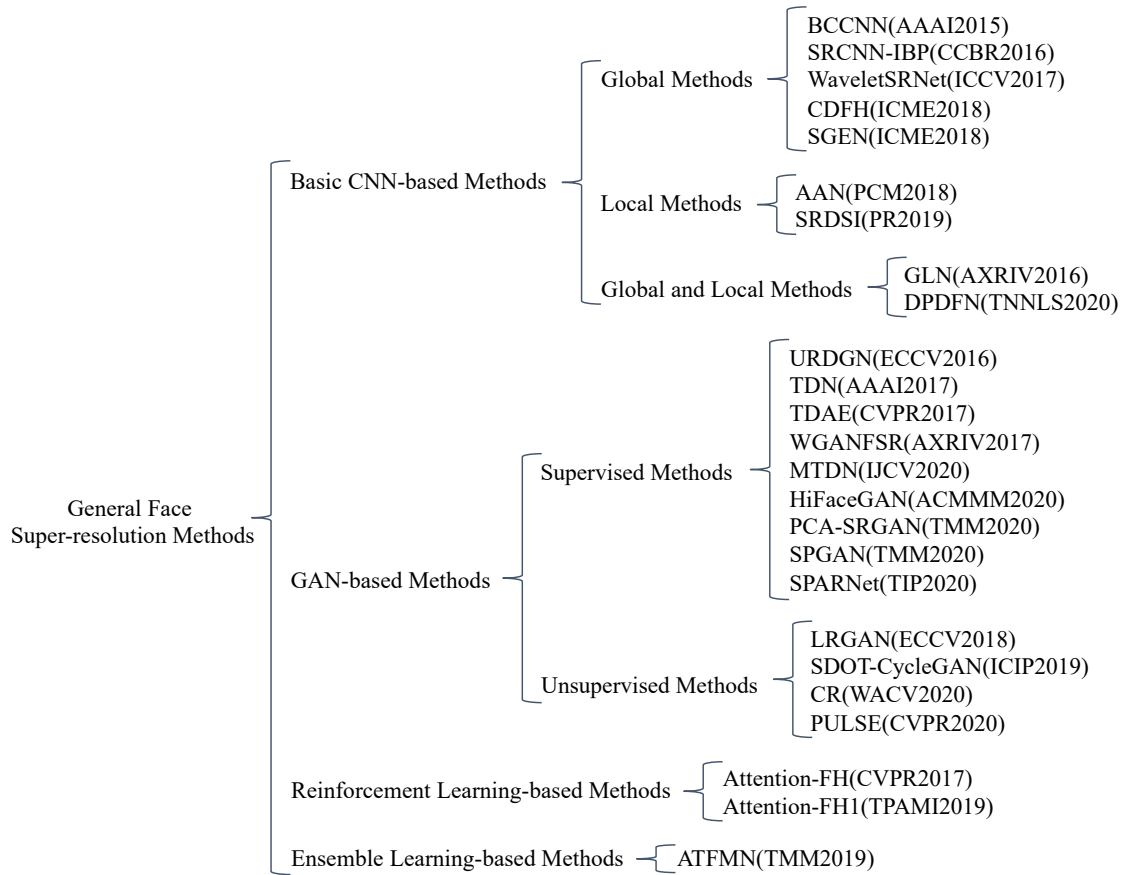 General Face
Super-resolution Methods
Basic CNN-based Methods
Global Methods
BCCNN(AAAI2015)
SRCNN-IBP(CCBR2016)
WaveletSRNet(ICCV2017)
CDFH(ICME2018)
SGEN(ICME2018)
Local Methods
AAN(PCM2018)
SRDSI(PR2019)
Global and Local Methods
GLN(AXRIV2016)
DPDFN(TNNLS2020)
GAN-based Methods
Supervised Methods
URDGN(ECCV2016)
TDN(AAAI2017)
TDAE(CVPR2017)
WGANFSR(AXRIV2017)
MTDN(IJCV2020)
HiFaceGAN(ACMMM2020)
PCA-SRGAN(TMM2020)
SPGAN(TMM2020)
SPARNet(TIP2020)
Unsupervised Methods
LRGAN(ECCV2018)
SDOT-CycleGAN(ICIP2019)
CR(WACV2020)
PULSE(CVPR2020)
Reinforcement Learning-based Methods
Attention-FH(CVPR2017)
Attention-FH1(TPAMI2019)
Ensemble Learning-based Methods
ATFMN(TMM2019)